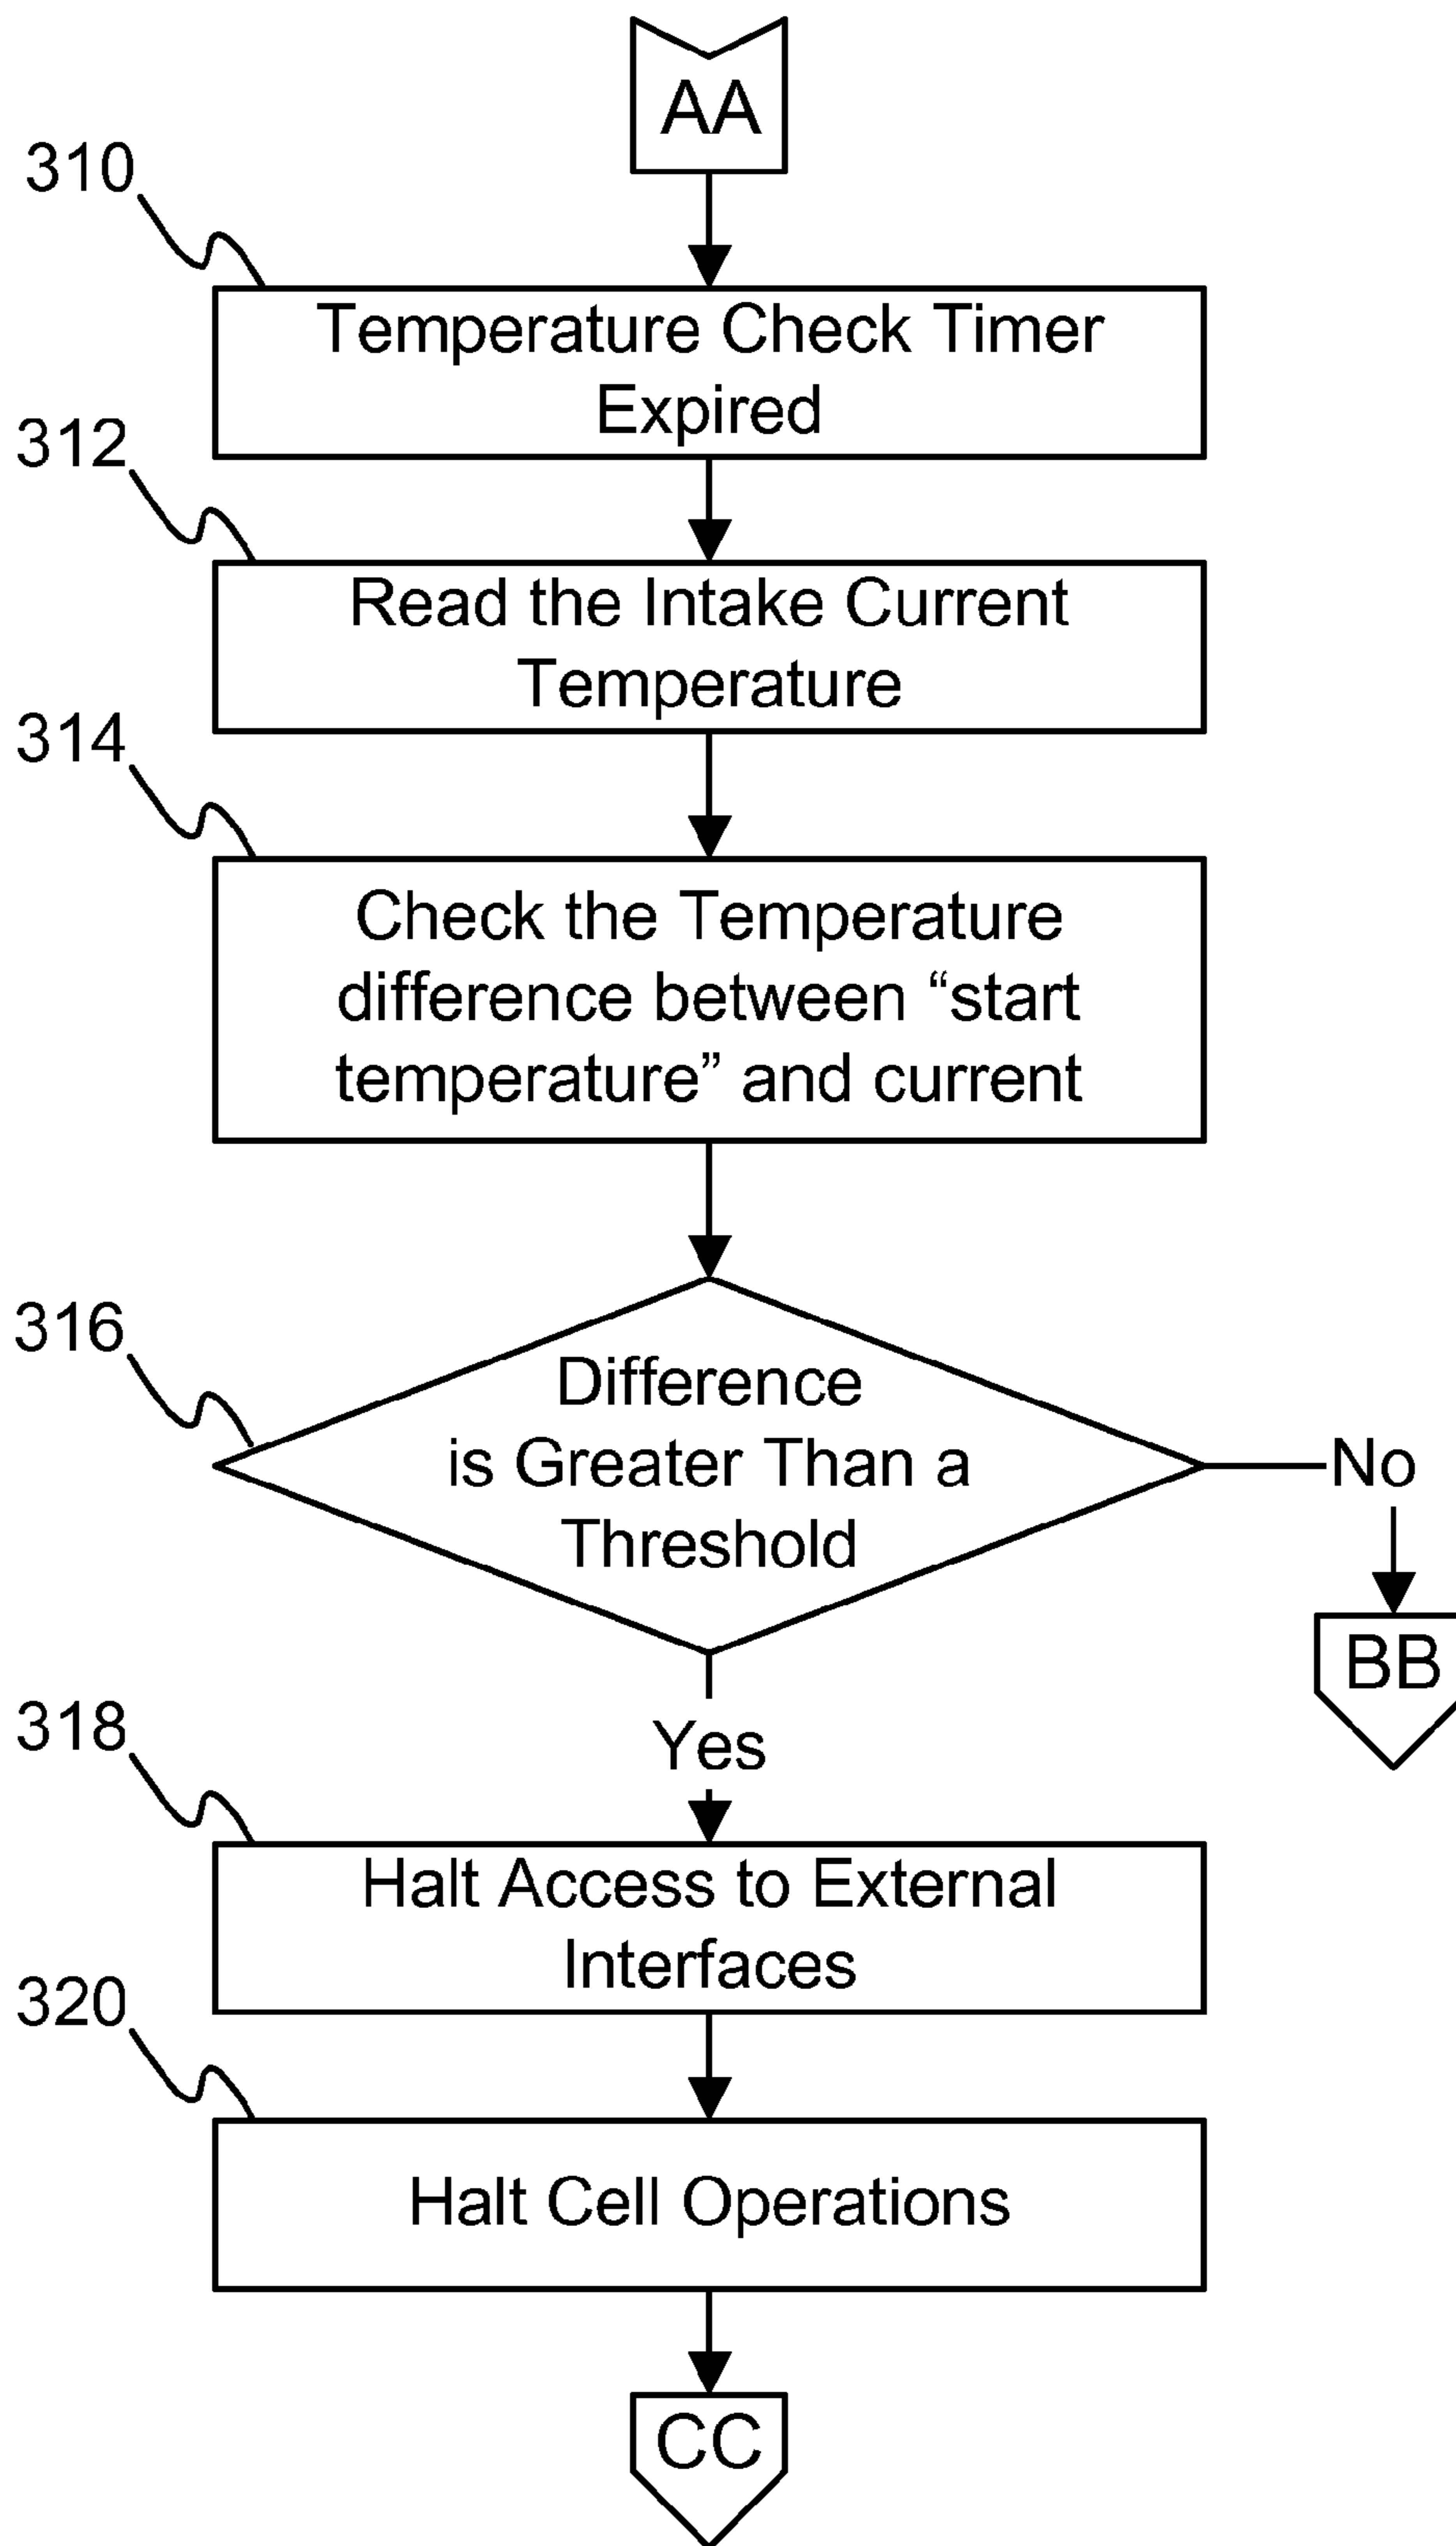 AA
310
Temperature Check Timer
Expired
312
Read the Intake Current
Temperature
314
Check the Temperature
difference between “start
temperature” and current
316
Difference
is Greater Than a
Threshold
No
BB
Yes
318
Halt Access to External
Interfaces
320
Halt Cell Operations
CC